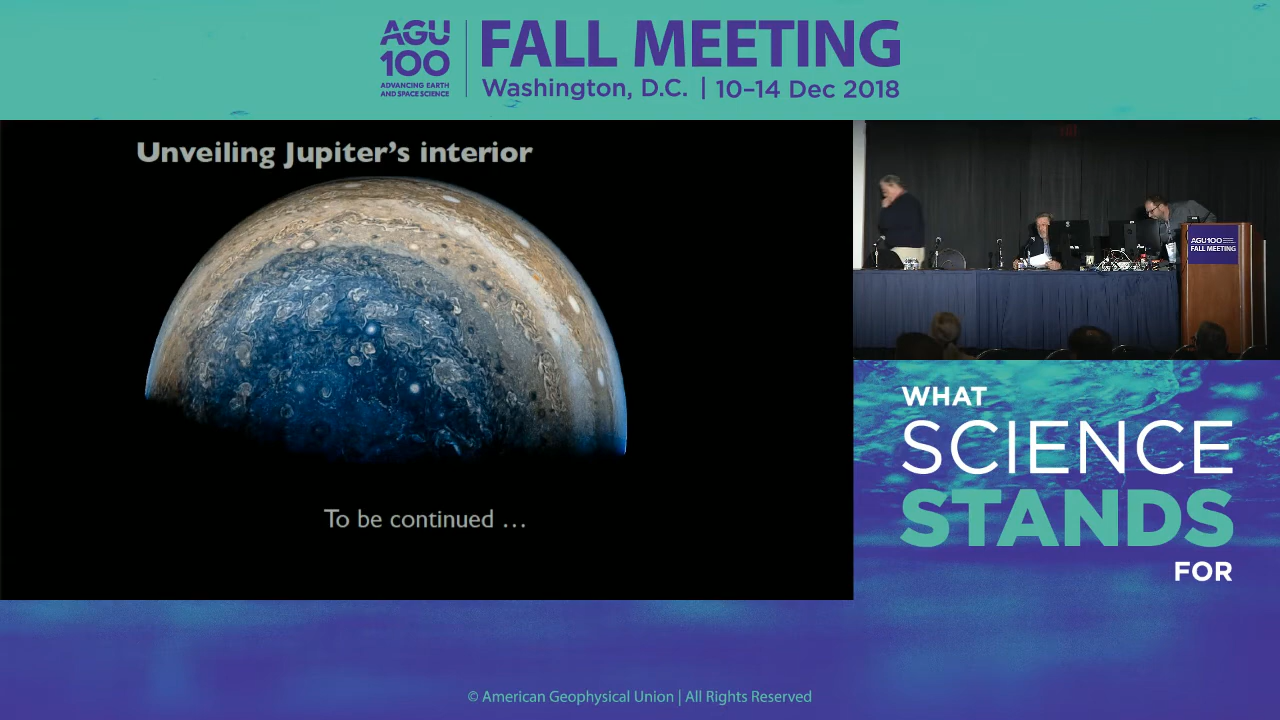 AGU
100
ADVANCING EARTH
AND SPACE SCIENCE
FALL MEETING
Washington, D.C. | 10–14 Dec 2018
Unveiling Jupiter's interior
To be continued ...
AGU100
FALL MEETING
WHAT
SCIENCE
STANDS
FOR
© American Geophysical Union | All Rights Reserved